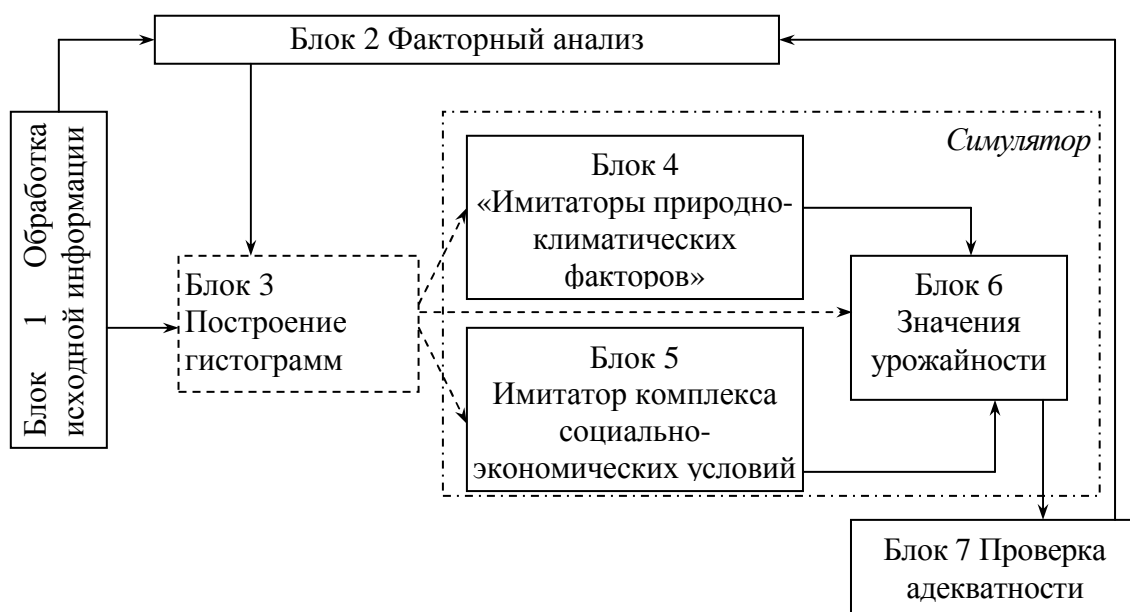 Блок 2 Факторный анализ
Блок 1 Обработка
исходной информации
Симулятор
Блок 4
«Имитаторы природно-
климатических
факторов»
Блок 3
Построение
гистограмм
Блок 5
Имитатор комплекса
социально-
экономических условий
Блок 6
Значения
урожайности
Блок 7 Проверка
адекватности